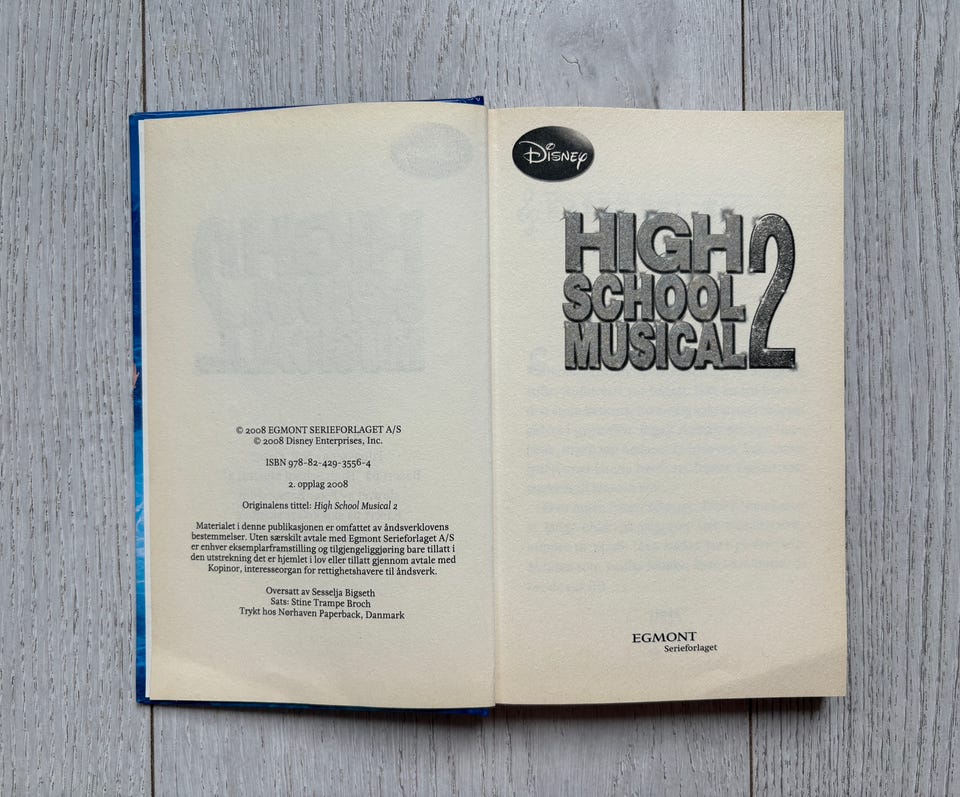 © 2008 EGMONT SERIEFORLAGET A/S
© 2008 Disney Enterprises, Inc.
ISBN 978-82-429-3556-4
2. opplag 2008
Originalens tittel: High School Musical 2
Materialet i denne publikasjonen er omfattet av åndsverklovens
bestemmelser. Uten særskilt avtale med Egmont Serieforlaget A/S
er enhver eksemplarframstilling og tilgjengeliggjøring bare tillatt i
den utstrekning det er hjemlet i lov eller tillatt gjennom avtale med
Kopinor, interesseorgan for rettighetshavere til åndsverk.
Oversatt av Sesselja Bigseth
Sats: Stine Trampe Broch
Trykt hos Nørhaven Paperback, Danmark
Disney
HIGH
SCHOOL
MUSICAL 2
EGMONT
Serieforlaget